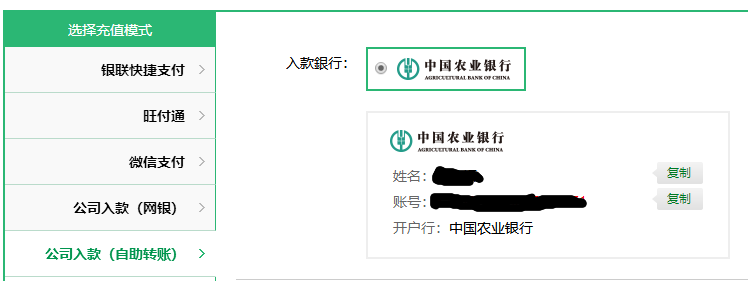 选择充值模式
银联快捷支付
旺付通
微信支付
公司入款（网银）
公司入款（自助转账）
入款銀行：
中国农业银行
AGRICULTURAL BANK OF CHINA
中国农业银行
AGRICULTURAL BANK OF CHINA
姓名：
复制
账号：
复制
开户行：中国农业银行